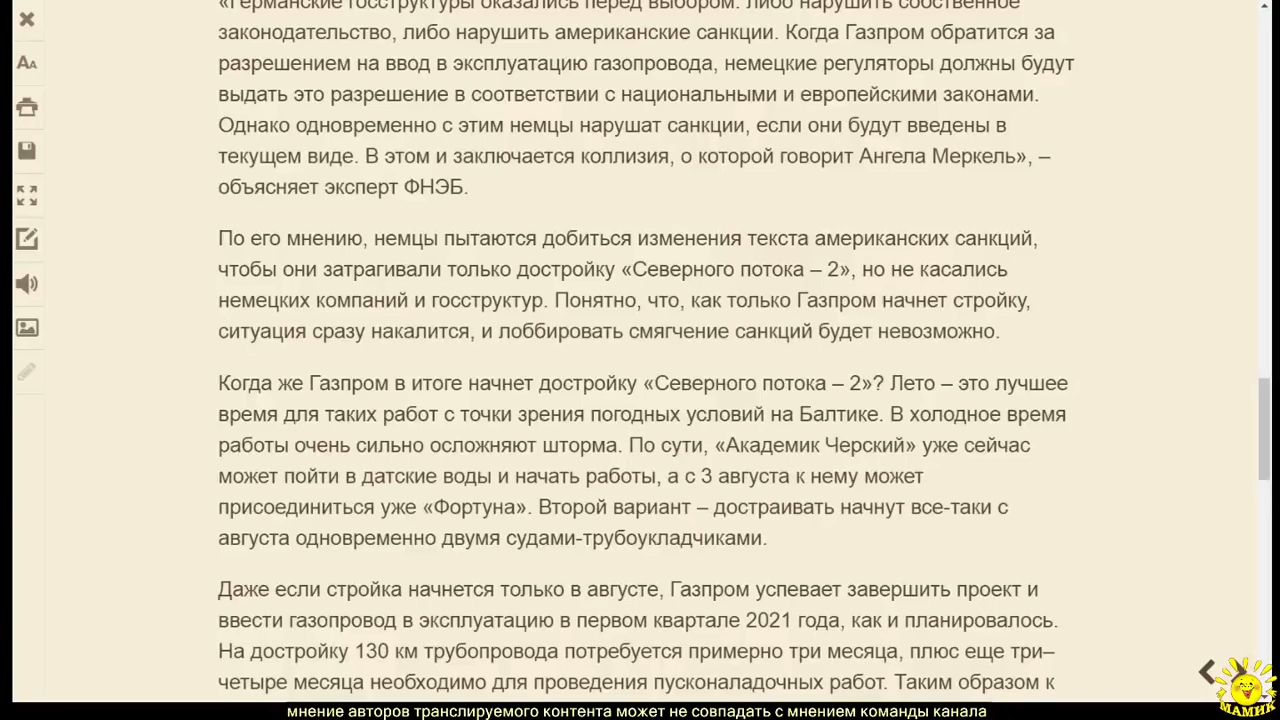 «Германские госструктуры оказались перед выбором: либо нарушить собственное
законодательство, либо нарушить американские санкции. Когда Газпром обратится за
разрешением на ввод в эксплуатацию газопровода, немецкие регуляторы должны будут
выдать это разрешение в соответствии с национальными и европейскими законами.
Однако одновременно с этим немцы нарушат санкции, если они будут введены в
текущем виде. В этом и заключается коллизия, о которой говорит Ангела Меркель», –
объясняет эксперт ФНЭБ.
По его мнению, немцы пытаются добиться изменения текста американских санкций,
чтобы они затрагивали только достройку «Северного потока – 2», но не касались
немецких компаний и госструктур. Понятно, что, как только Газпром начнет стройку,
ситуация сразу накалится, и лоббировать смягчение санкций будет невозможно.
Когда же Газпром в итоге начнет достройку «Северного потока – 2»? Лето – это лучшее
время для таких работ с точки зрения погодных условий на Балтике. В холодное время
работы очень сильно осложняют шторма. По сути, «Академик Черский» уже сейчас
может пойти в датские воды и начать работы, а с 3 августа к нему может
присоединиться уже «Фортуна». Второй вариант – достраивать начнут все-таки с
августа одновременно двумя судами-трубоукладчиками.
Даже если стройка начнется только в августе, Газпром успевает завершить проект и
ввести газопровод в эксплуатацию в первом квартале 2021 года, как и планировалось.
На достройку 130 км трубопровода потребуется примерно три месяца, плюс еще три–
четыре месяца необходимо для проведения пусконаладочных работ. Таким образом к
МАМИК
мнение авторов транслируемого контента может не совпадать с мнением команды канала